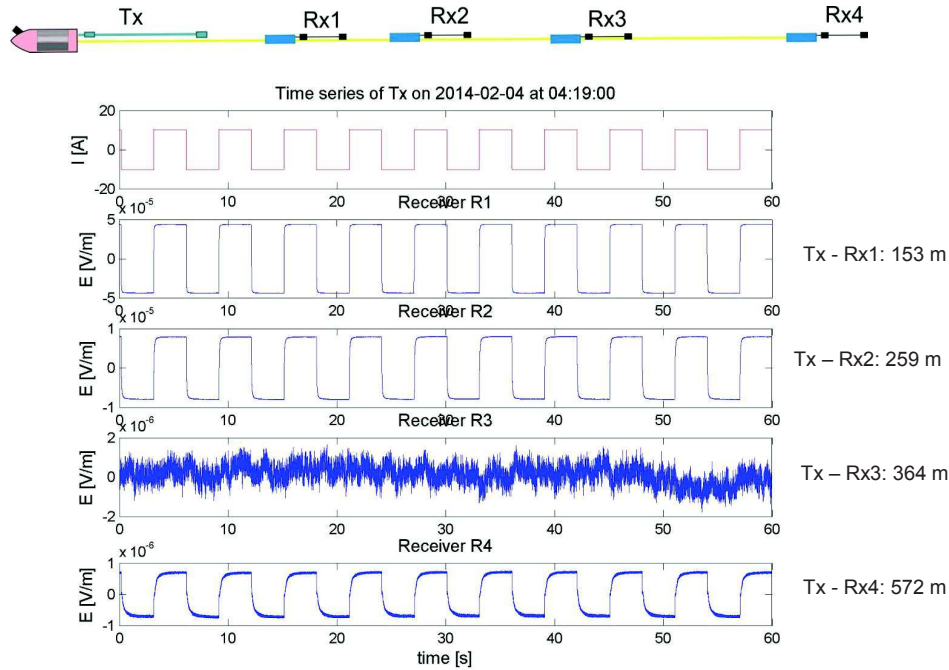 Tx Rx1 Rx2 Rx3 Rx4
Time series of Tx on 2014-02-04 at 04:19:00
I [A]
20
0
-20
0 10 20 30 40 50 60
x 10-5
Receiver R1
E [V/m]
5
0
-5
0 10 20 30 40 50 60
Tx - Rx1: 153 m
x 10-5
Receiver R2
E [V/m]
1
0
-1
0 10 20 30 40 50 60
Tx – Rx2: 259 m
x 10-6
Receiver R3
E [V/m]
2
0
-2
0 10 20 30 40 50 60
Tx – Rx3: 364 m
x 10-6
Receiver R4
E [V/m]
1
0
-1
0 10 20 30 40 50 60
Tx - Rx4: 572 m
time [s]